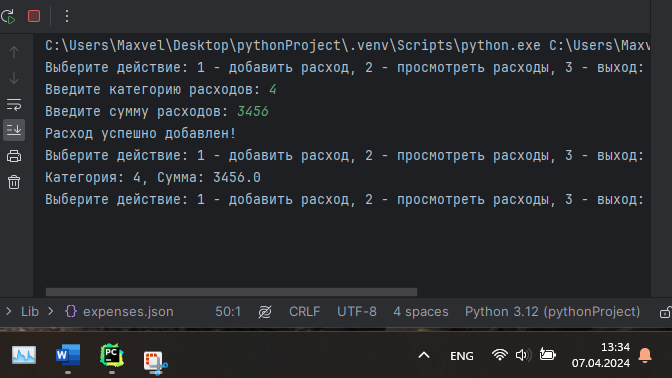 C:\Users\Maxvel\Desktop\pythonProject\.venv\Scripts\python.exe C:\Users\Maxv
Выберите действие: 1 - добавить расход, 2 - просмотреть расходы, 3 - выход:
Введите категорию расходов: 4
Введите сумму расходов: 3456
Расход успешно добавлен!
Выберите действие: 1 - добавить расход, 2 - просмотреть расходы, 3 - выход:
Категория: 4, Сумма: 3456.0
Выберите действие: 1 - добавить расход, 2 - просмотреть расходы, 3 - выход:
> Lib > {} expenses.json 50:1 CRLF UTF-8 4 spaces Python 3.12 (pythonProject)
W PC ENG 13:34
07.04.2024